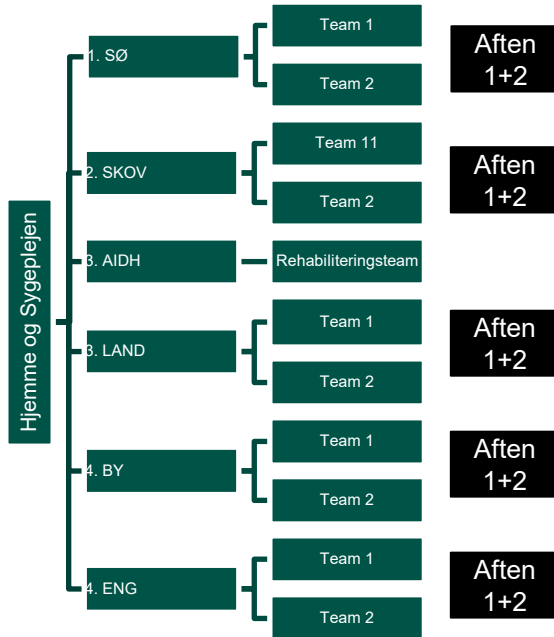 Hjemme og Sygeplejen
1. SØ
Team 1
Team 2
Aften
1+2
2. SKOV
Team 11
Team 2
Aften
1+2
3. AIDH
Rehabiliteringsteam
3. LAND
Team 1
Team 2
Aften
1+2
4. BY
Team 1
Team 2
Aften
1+2
4. ENG
Team 1
Team 2
Aften
1+2